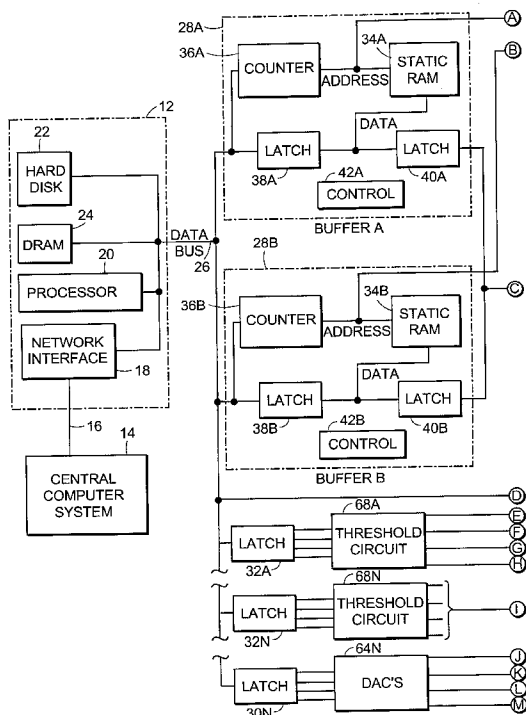 28A
36A
34A
A
B
COUNTER
STATIC
RAM
ADDRESS
12
22
HARD
DISK
DATA
LATCH
LATCH
38A
42A
40A
CONTROL
24
DRAM
DATA
BUS
26
BUFFER A
20
PROCESSOR
28B
36B
34B
C
NETWORK
INTERFACE
18
COUNTER
STATIC
RAM
ADDRESS
DATA
16
LATCH
LATCH
14
38B
42B
40B
CONTROL
CENTRAL
COMPUTER
SYSTEM
BUFFER B
D
68A
E
LATCH
THRESHOLD
CIRCUIT
F
G
32A
H
68N
LATCH
THRESHOLD
CIRCUIT
I
32N
64N
J
LATCH
DAC'S
K
L
30N
M